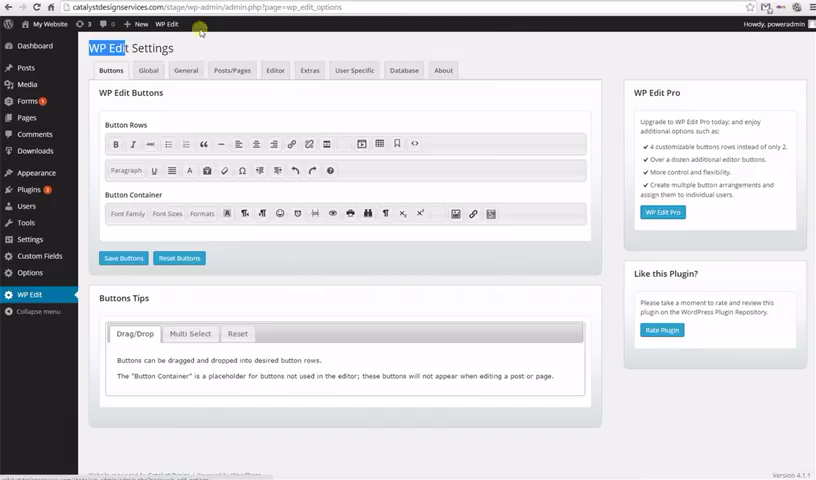 catalystdesignservices.com/stage/wp-admin/admin.php?page=wp_edit_options
My Website 3 0 New WP Edit Howdy, poweradmin
Dashboard
Posts
Media
Forms 1
Pages
Comments
Downloads
Appearance
Plugins 3
Users
Tools
Settings
Custom Fields
Options
WP Edit
Collapse menu
WP Edit Settings
Buttons Global General Posts/Pages Editor Extras User Specific Database About
WP Edit Buttons
Button Rows
B I ABC
Paragraph U A Ω
Button Container
Font Family Font Sizes Formats A
Save Buttons Reset Buttons
Buttons Tips
Drag/Drop Multi Select Reset
Buttons can be dragged and dropped into desired button rows.
The "Button Container" is a placeholder for buttons not used in the editor; these buttons will not appear when editing a post or page.
WP Edit Pro
Upgrade to WP Edit Pro today; and enjoy
additional options such as:
✔ 4 customizable buttons rows instead of only 2.
✔ Over a dozen additional editor buttons.
✔ More control and flexibility.
✔ Create multiple button arrangements and
assign them to individual users.
WP Edit Pro
Like this Plugin?
Please take a moment to rate and review this
plugin on the WordPress Plugin Repository.
Rate Plugin
Version 4.1.1